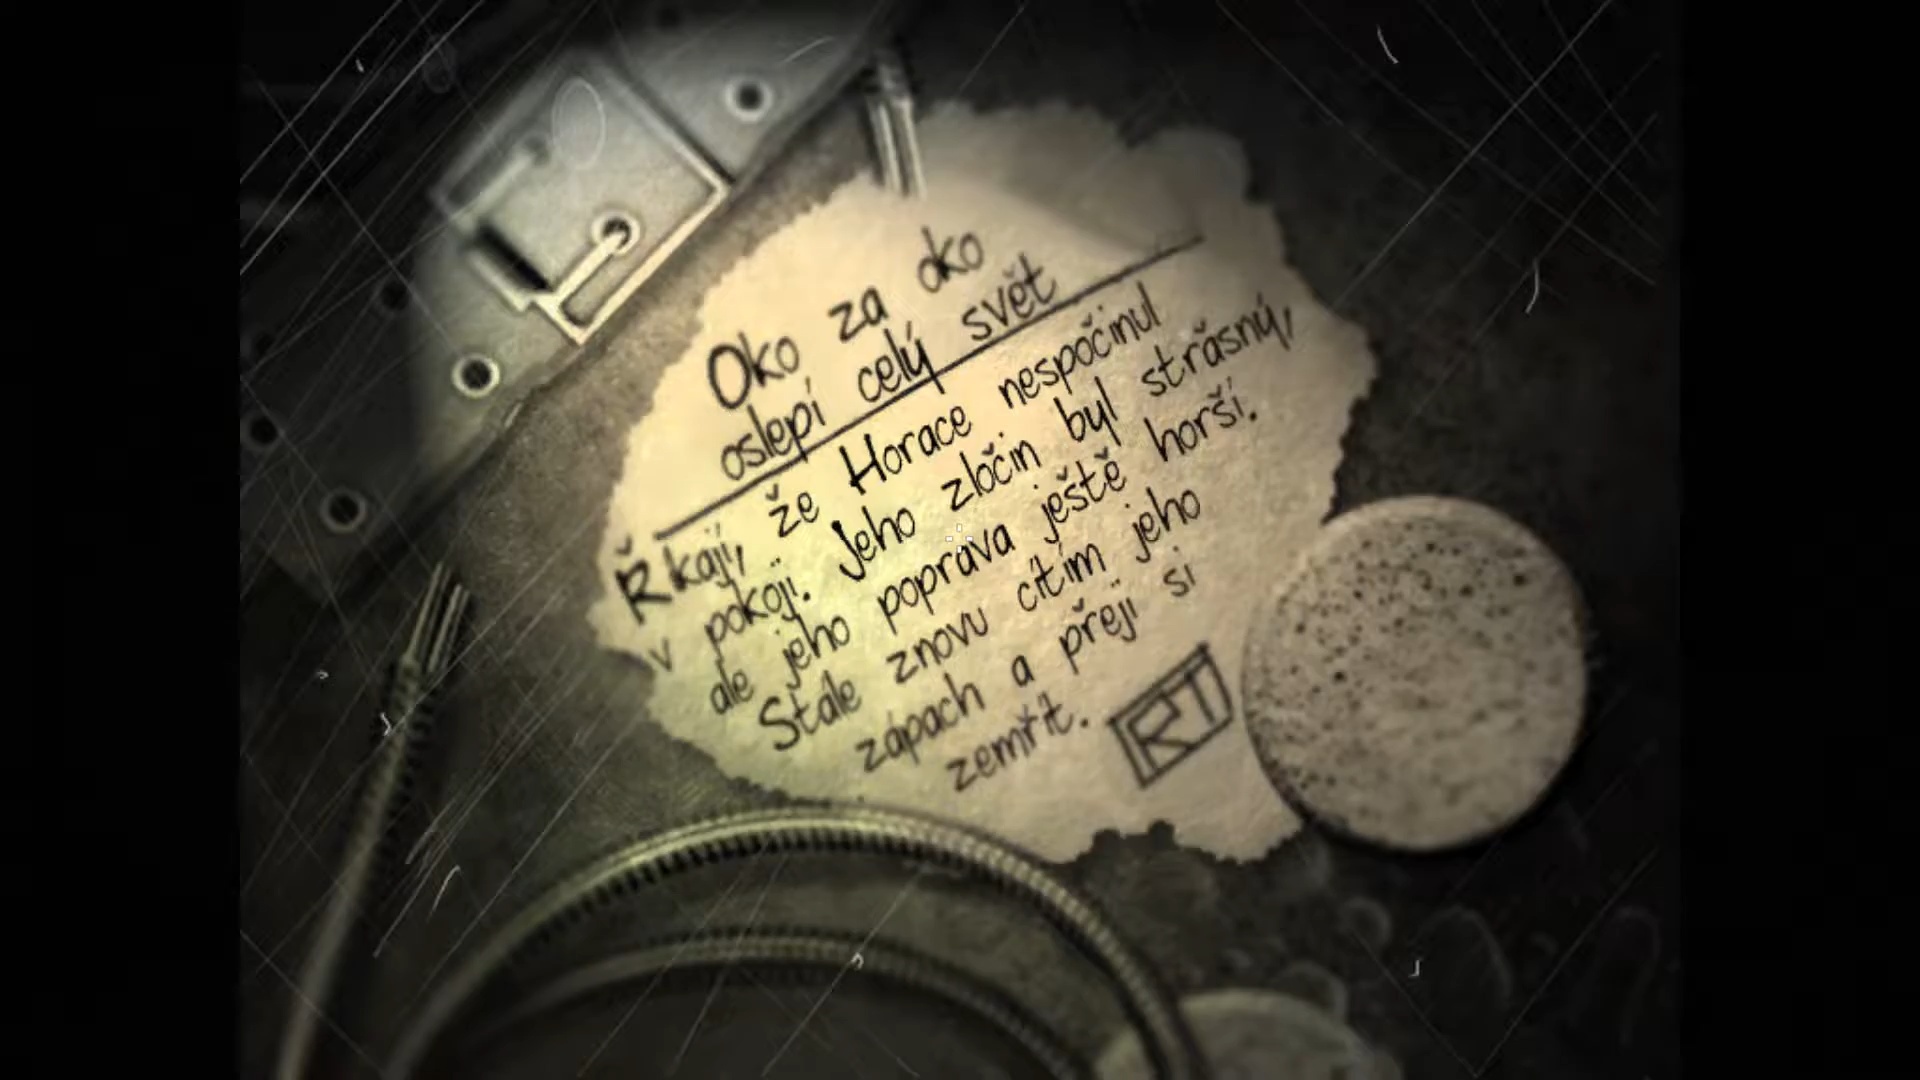 Oko za oko
oslepí celý svět
Říkají, že Horace nespočinul
v pokoji. Jeho zločin byl strašný,
ale jeho poprava ještě horší.
Stále znovu cítím jeho
zápach a přeji si
zemřít.
RT